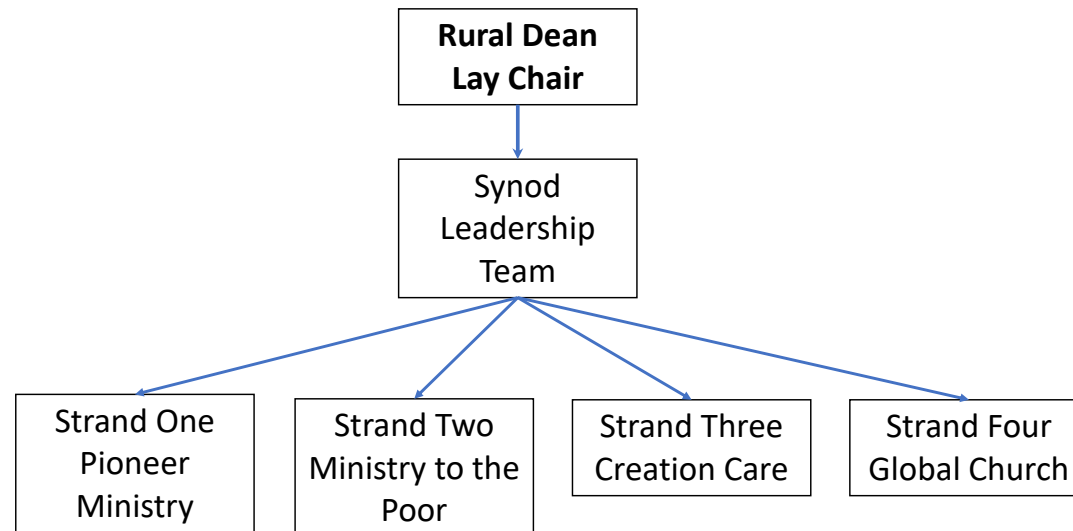 Rural Dean
Lay Chair
Synod
Leadership
Team
Strand One
Pioneer
Ministry
Strand Two
Ministry to the
Poor
Strand Three
Creation Care
Strand Four
Global Church